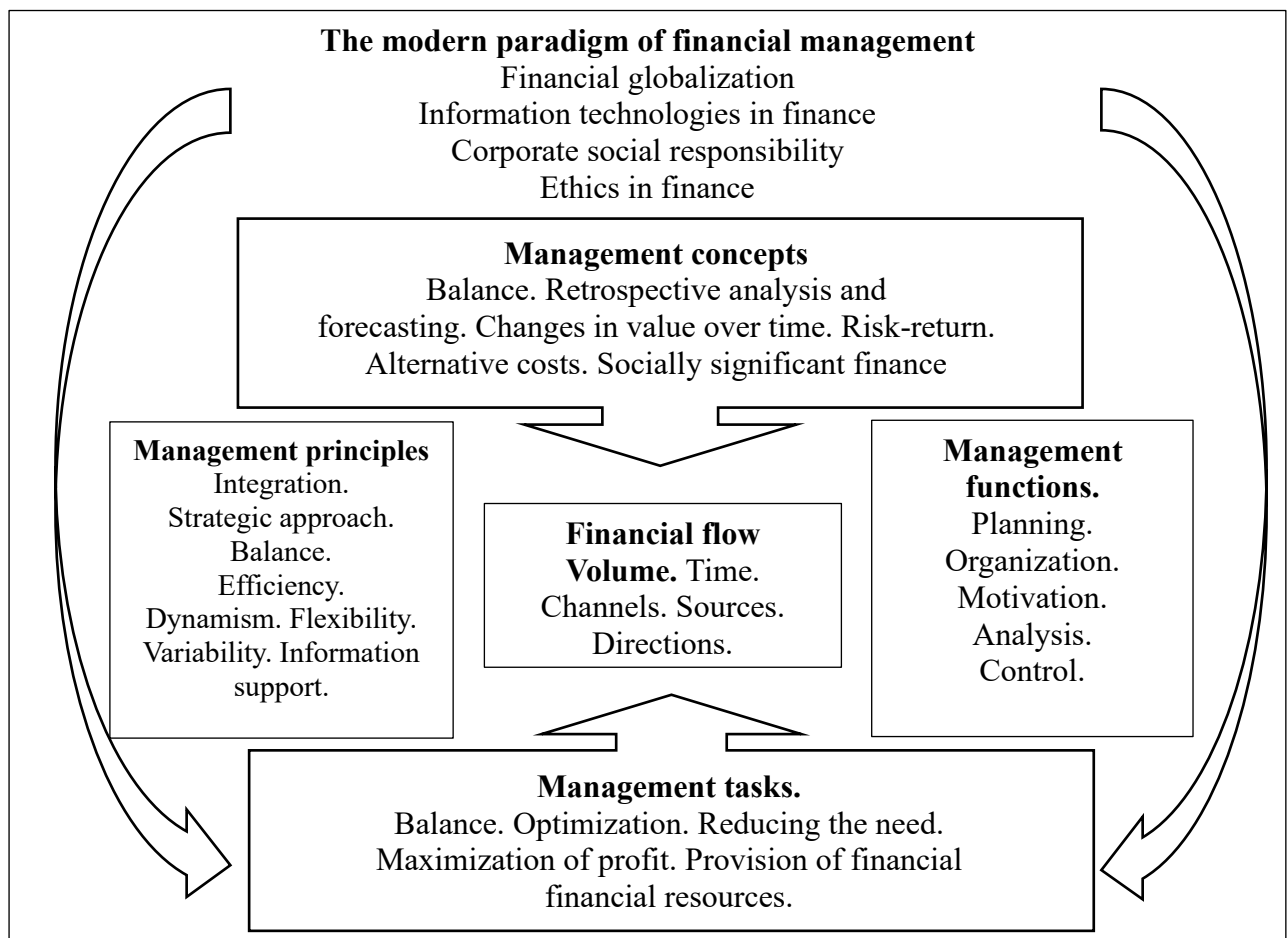 The modern paradigm of financial management
Financial globalization
Information technologies in finance
Corporate social responsibility
Ethics in finance
Management concepts
Balance. Retrospective analysis and
forecasting. Changes in value over time. Risk-return.
Alternative costs. Socially significant finance
Management principles
Integration.
Strategic approach.
Balance.
Efficiency.
Dynamism. Flexibility.
Variability. Information
support.
Financial flow
Volume. Time.
Channels. Sources.
Directions.
Management
functions.
Planning.
Organization.
Motivation.
Analysis.
Control.
Management tasks.
Balance. Optimization. Reducing the need.
Maximization of profit. Provision of financial
financial resources.